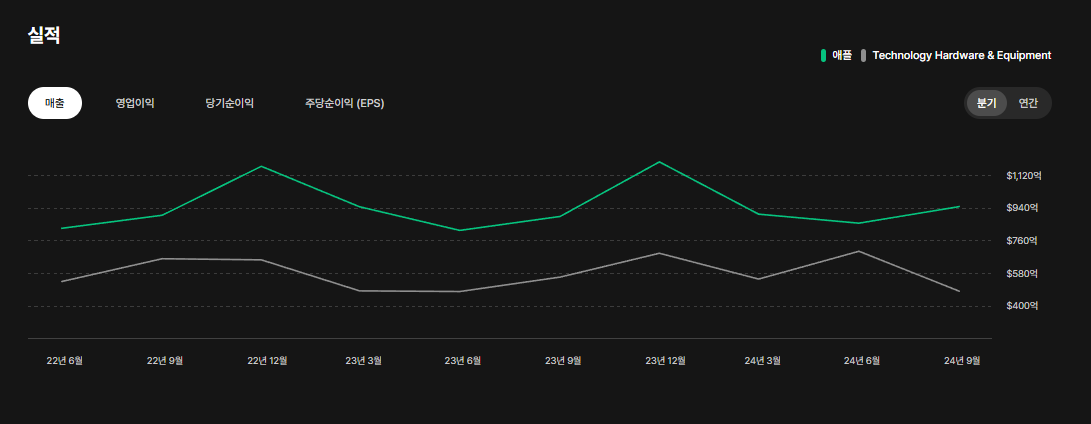 실적
애플 Technology Hardware & Equipment
매출 영업이익 당기순이익 주당순이익 (EPS) 분기 연간
$1,120억
$940억
$760억
$580억
$400억
22년 6월 22년 9월 22년 12월 23년 3월 23년 6월 23년 9월 23년 12월 24년 3월 24년 6월 24년 9월